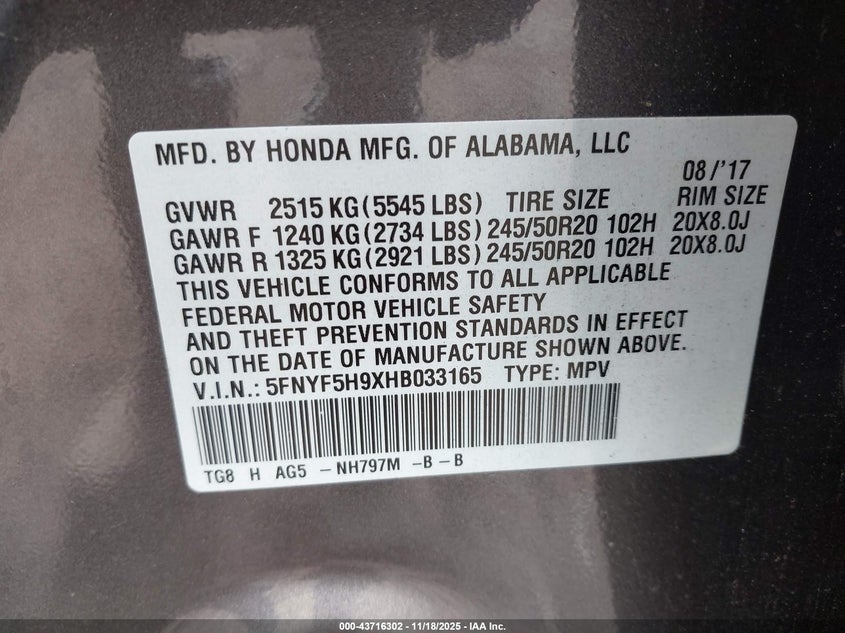 MFD. BY HONDA MFG. OF ALABAMA, LLC
08/'17
GVWR 2515 KG(5545 LBS) TIRE SIZE RIM SIZE
GAWR F 1240 KG(2734 LBS) 245/50R20 102H 20X8.0J
GAWR R 1325 KG(2921 LBS) 245/50R20 102H 20X8.0J
THIS VEHICLE CONFORMS TO ALL APPLICABLE
FEDERAL MOTOR VEHICLE SAFETY
AND THEFT PREVENTION STANDARDS IN EFFECT
ON THE DATE OF MANUFACTURE SHOWN ABOVE.
V.I.N.: 5FNYF5H9XHB033165 TYPE: MPV
TG8 H AG5 - NH797M - B - B
000-43716302 - 11/18/2025 - IAA Inc.